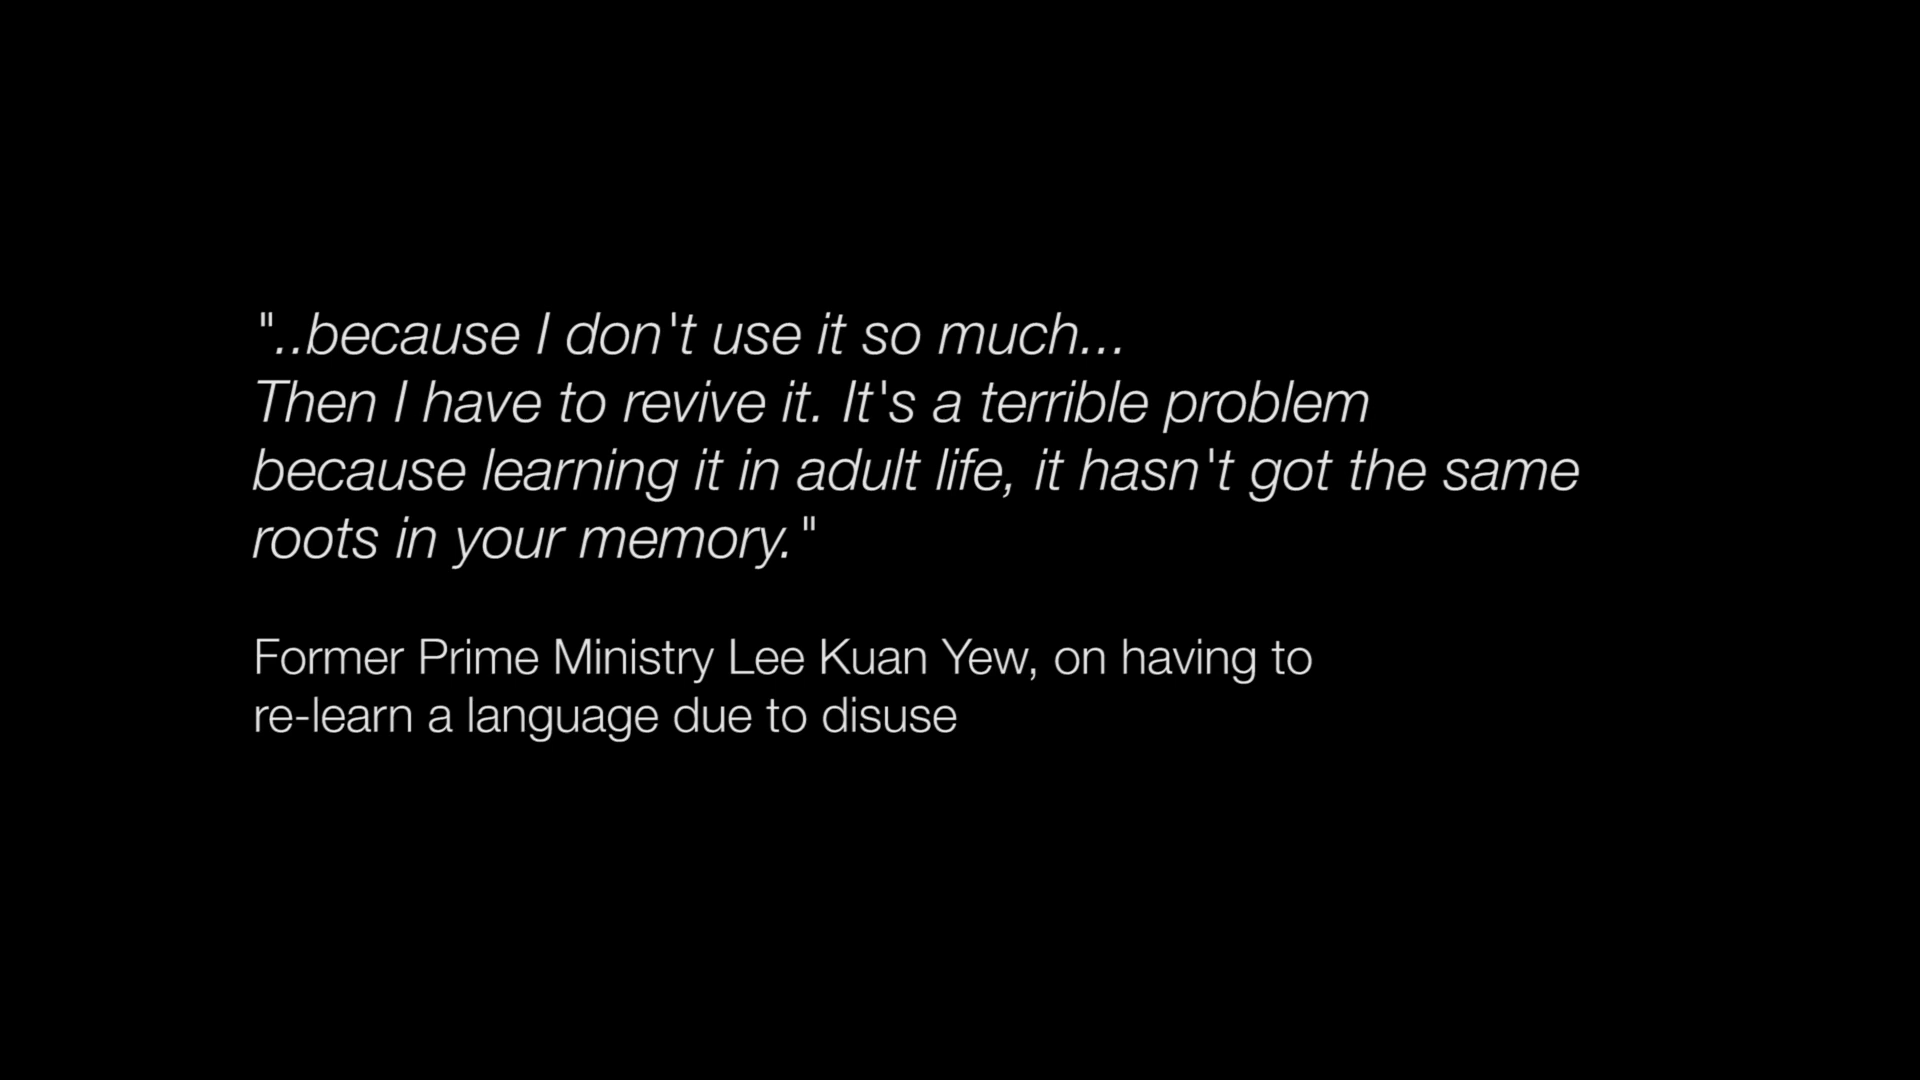 "..because I don't use it so much...
Then I have to revive it. It's a terrible problem
because learning it in adult life, it hasn't got the same
roots in your memory."
Former Prime Ministry Lee Kuan Yew, on having to
re-learn a language due to disuse